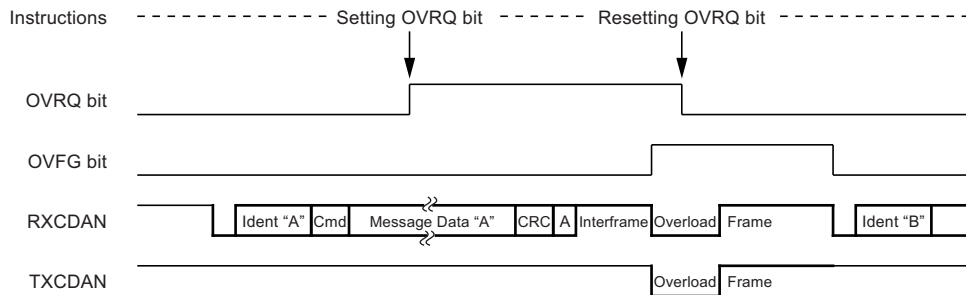 Instructions Setting OVRQ bit Resetting OVRQ bit
OVRQ bit
OVFG bit
RXCDAN Ident “A” Cmd Message Data “A” CRC A Interframe Overload Frame Ident “B”
TXCDAN Overload Frame